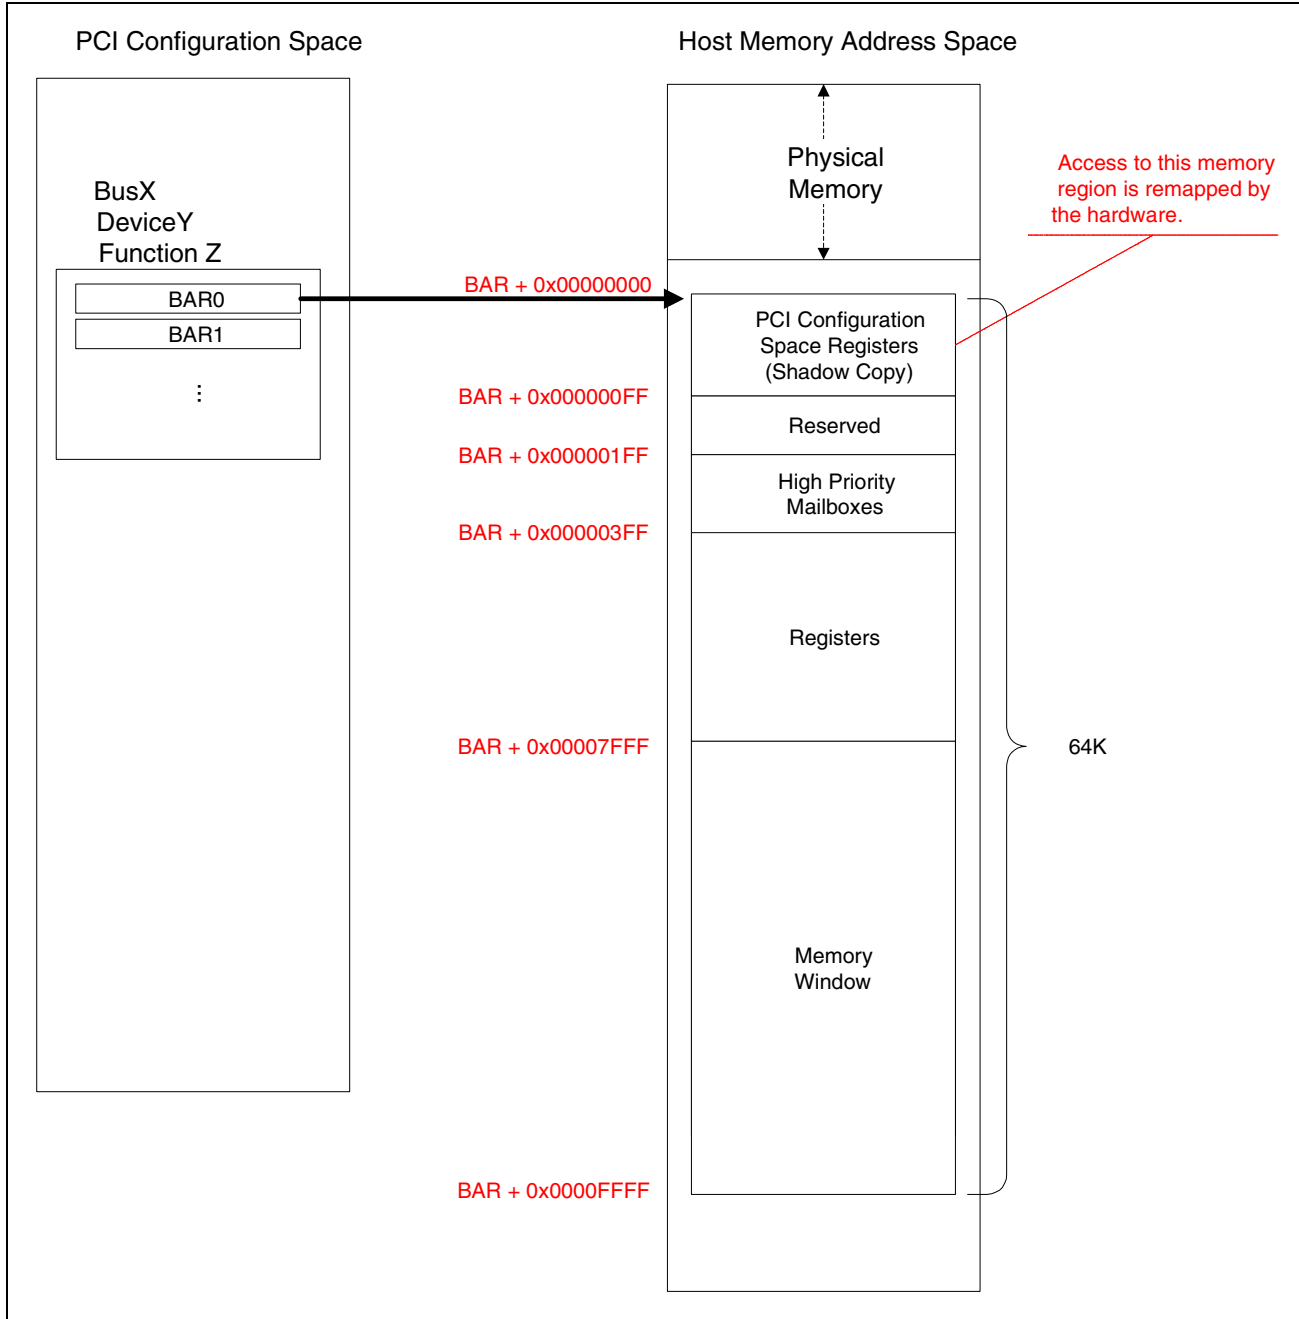 PCI Configuration Space
BusX
DeviceY
Function Z
BAR0
BAR1
⋮
Host Memory Address Space
Physical
Memory
Access to this memory
region is remapped by
the hardware.
BAR + 0x00000000
PCI Configuration
Space Registers
(Shadow Copy)
BAR + 0x000000FF
Reserved
BAR + 0x000001FF
High Priority
Mailboxes
BAR + 0x000003FF
Registers
BAR + 0x00007FFF
64K
Memory
Window
BAR + 0x0000FFFF